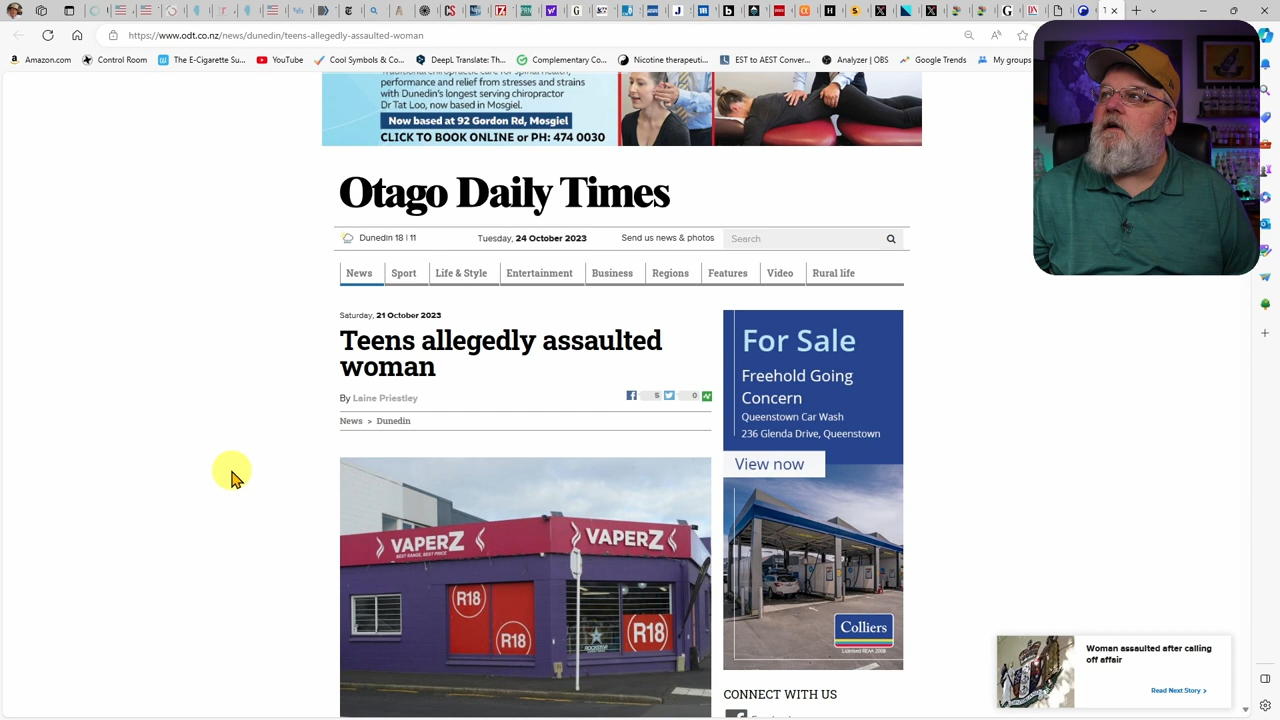 https://www.odt.co.nz/news/dunedin/teens-allegedly-assaulted-woman
Amazon.com
Control Room
The E-Cigarette Su...
YouTube
Cool Symbols & Co...
DeepL Translate: Th...
Complementary Co...
Nicotine therapeuti...
EST to AEST Conver...
Analyzer | OBS
Google Trends
My groups
performance and relief from stresses and strains
with Dunedin's longest serving chiropractor
Dr Tat Loo, now based in Mosgiel.
Now based at 92 Gordon Rd, Mosgiel
CLICK TO BOOK ONLINE or PH: 474 0030
Otago Daily Times
Dunedin 18 | 11
Tuesday, 24 October 2023
Send us news & photos
Search
News
Sport
Life & Style
Entertainment
Business
Regions
Features
Video
Rural life
Saturday, 21 October 2023
Teens allegedly assaulted
woman
By Laine Priestley
5
0
News > Dunedin
VAPERZ
BEST RANGE, BEST PRICE
VAPERZ
R18
R18
R18
For Sale
Freehold Going
Concern
Queenstown Car Wash
236 Glenda Drive, Queenstown
View now
Colliers
Licensed REAA 2008
CONNECT WITH US
Woman assaulted after calling
off affair
Read Next Story >